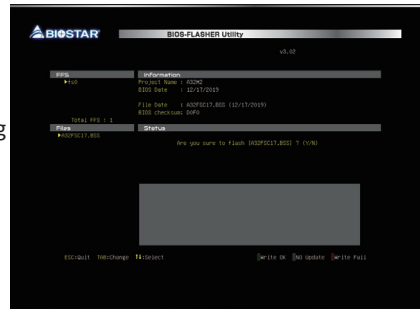 BIOSTAR BIOS-FLASHER Utility
v3.02
FFS Information
fs0 Project Name : A32M2
BIOS Date : 12/17/2019
File Date : A32FSC17.BSS (12/17/2019)
BIOS checksum: D0F0
Total FFS : 1
Files Status
A32FSC17.BSS
Are you sure to flash [A32FSC17.BSS] ? (Y/N)
g
ESC:Quit TAB:Change ↑↓:Select Write OK NO Update Write Fail